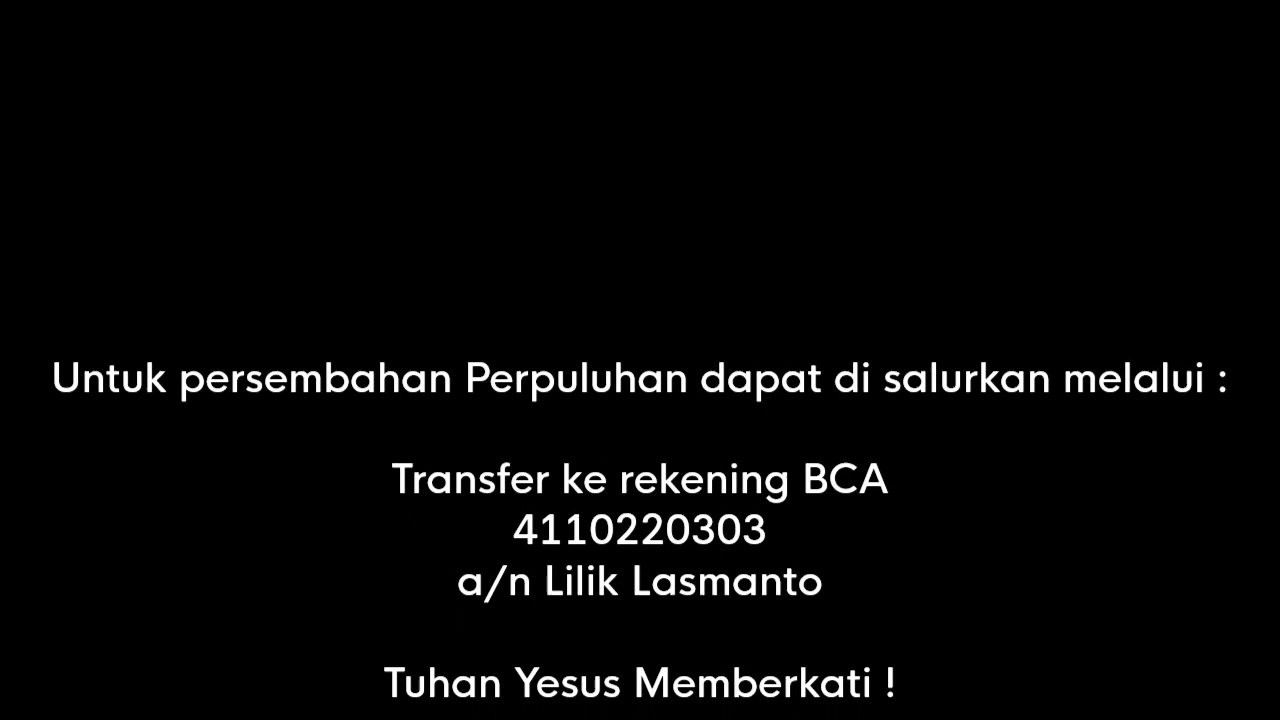 Untuk persembahan Perpuluhan dapat di salurkan melalui :
Transfer ke rekening BCA
4110220303
a/n Lilik Lasmanto
Tuhan Yesus Memberkati !